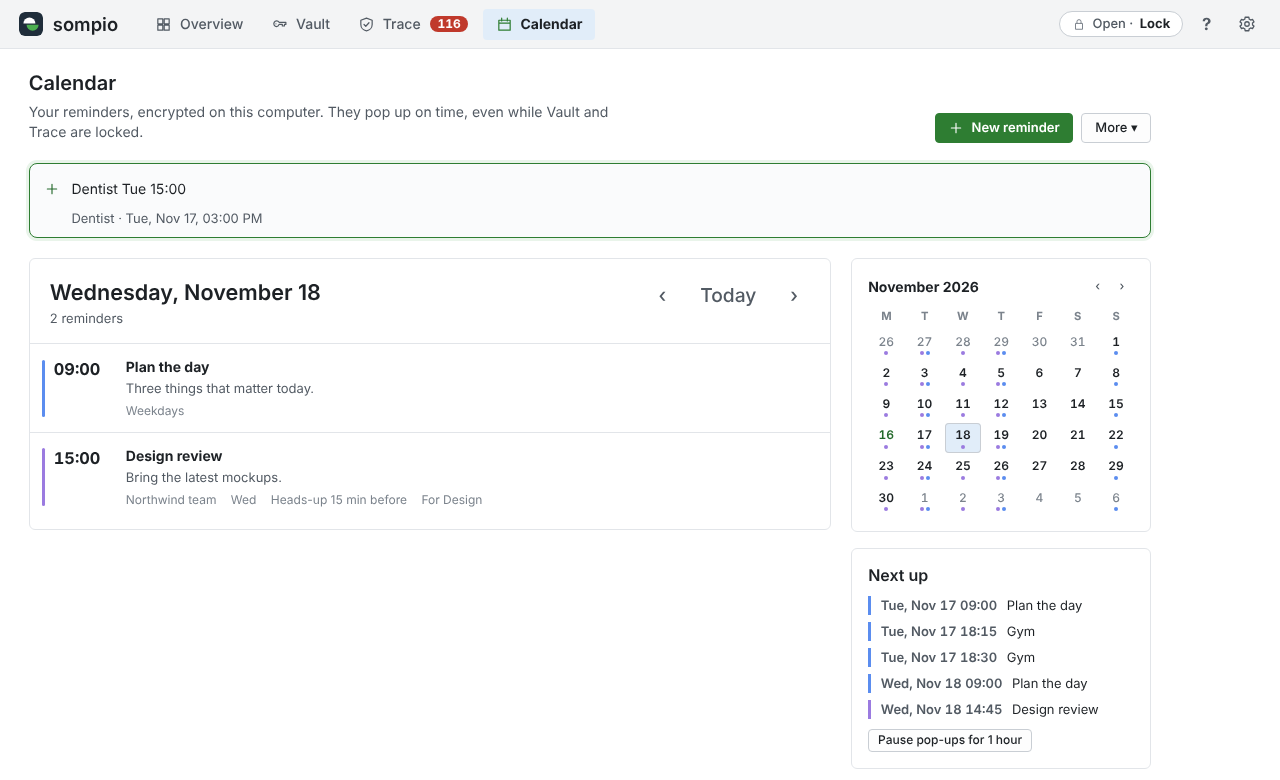 sompio
Overview
Vault
Trace 116
Calendar
Open · Lock
?
Calendar
Your reminders, encrypted on this computer. They pop up on time, even while Vault and
Trace are locked.
+ New reminder
More ▾
+ Dentist Tue 15:00
Dentist · Tue, Nov 17, 03:00 PM
Wednesday, November 18
2 reminders
‹ Today ›
09:00 Plan the day
Three things that matter today.
Weekdays
15:00 Design review
Bring the latest mockups.
Northwind team Wed Heads-up 15 min before For Design
November 2026 ‹ ›
M T W T F S S
26 27 28 29 30 31 1
2 3 4 5 6 7 8
9 10 11 12 13 14 15
16 17 18 19 20 21 22
23 24 25 26 27 28 29
30 1 2 3 4 5 6
Next up
Tue, Nov 17 09:00 Plan the day
Tue, Nov 17 18:15 Gym
Tue, Nov 17 18:30 Gym
Wed, Nov 18 09:00 Plan the day
Wed, Nov 18 14:45 Design review
Pause pop-ups for 1 hour